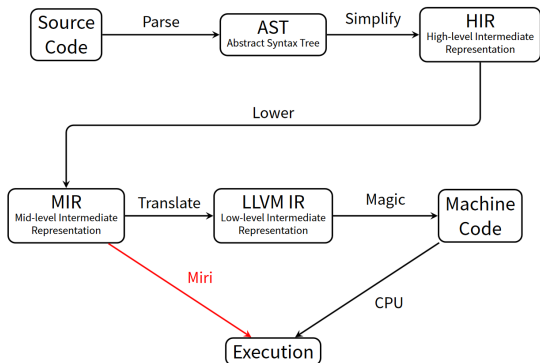 Source
Code
Parse
AST
Abstract Syntax Tree
Simplify
HIR
High-level Intermediate
Representation
Lower
MIR
Mid-level Intermediate
Representation
Translate
LLVM IR
Low-level Intermediate
Representation
Magic
Machine
Code
Miri
CPU
Execution